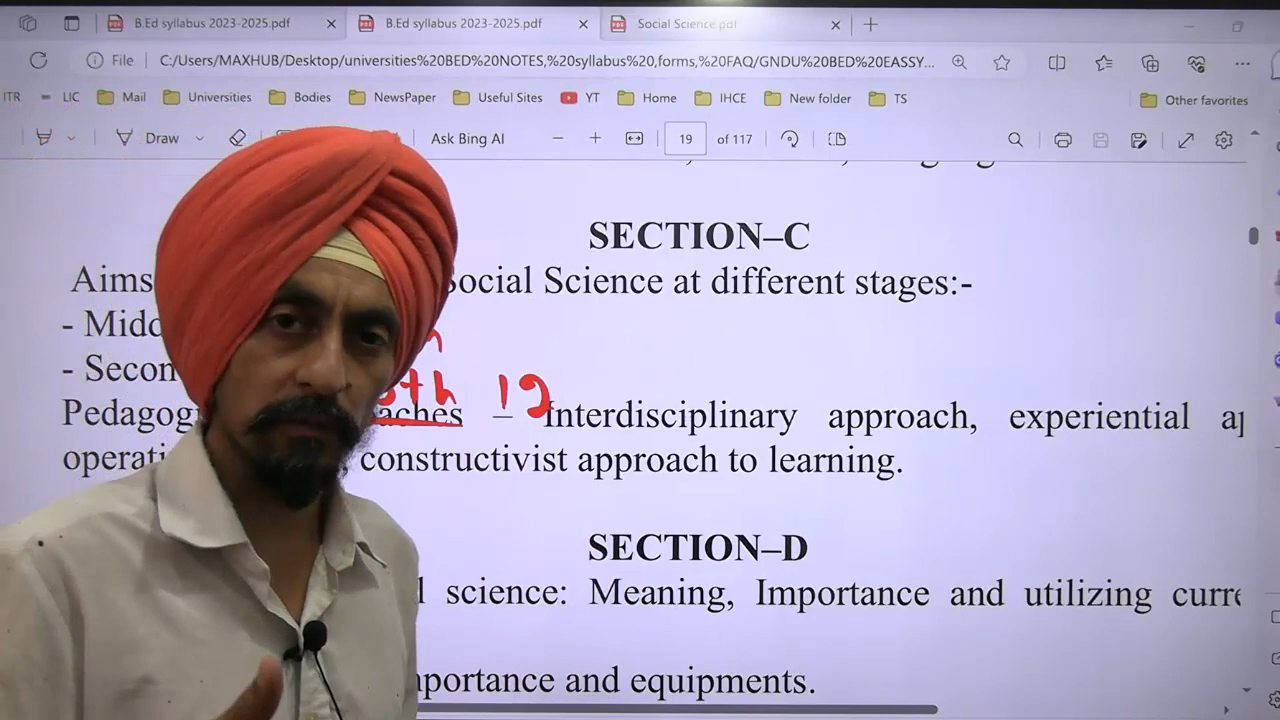 B.Ed syllabus 2023-2025.pdf B.Ed syllabus 2023-2025.pdf Social Science.pdf
File C:/Users/MAXHUB/Desktop/universities%20BED%20NOTES,%20syllabus%20,forms,%20FAQ/GNDU%20BED%20EASSY...
ITR LIC Mail Universities Bodies NewsPaper Useful Sites YT Home IHCE New folder TS Other favorites
Draw Ask Bing AI 19 of 117
SECTION–C
Aims Social Science at different stages:-
- Midd
- Secon
th 12
Pedagog aches – Interdisciplinary approach, experiential ap
operati constructivist approach to learning.
SECTION–D
l science: Meaning, Importance and utilizing curre
mportance and equipments.